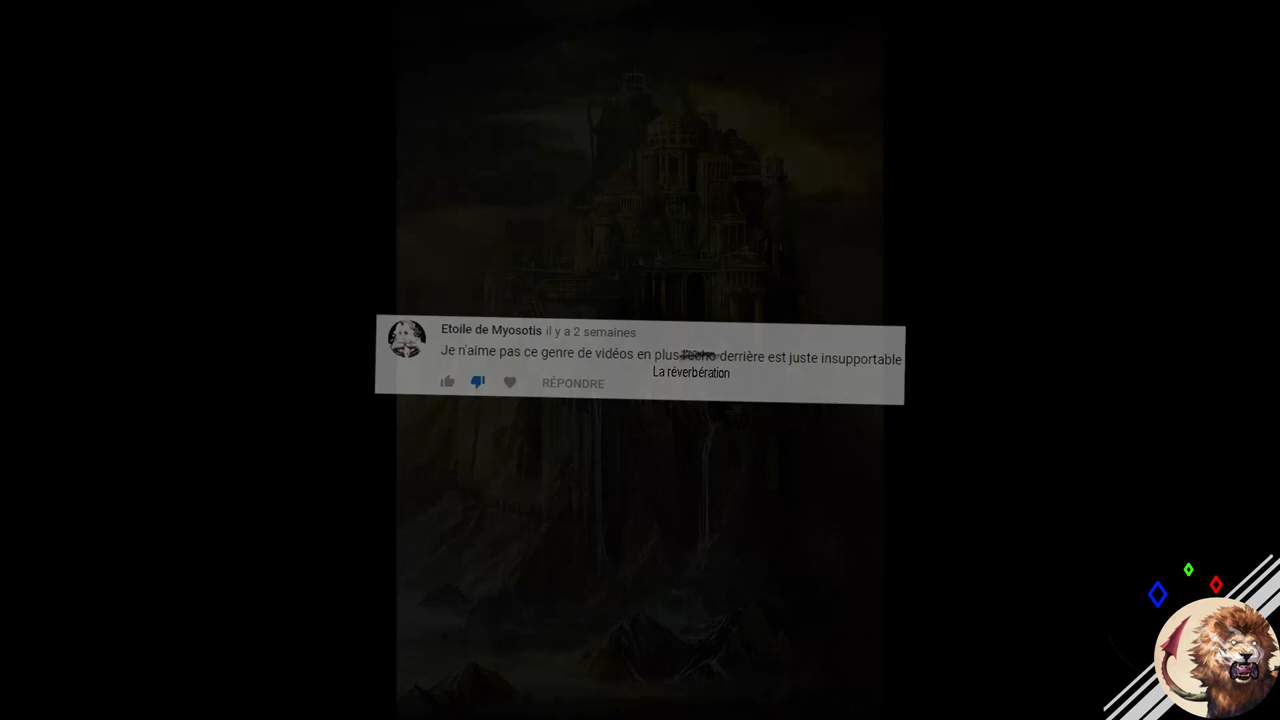 Etoile de Myosotis il y a 2 semaines
Je n'aime pas ce genre de vidéos en plus l'écho derrière est juste insupportable
La réverbération
RÉPONDRE